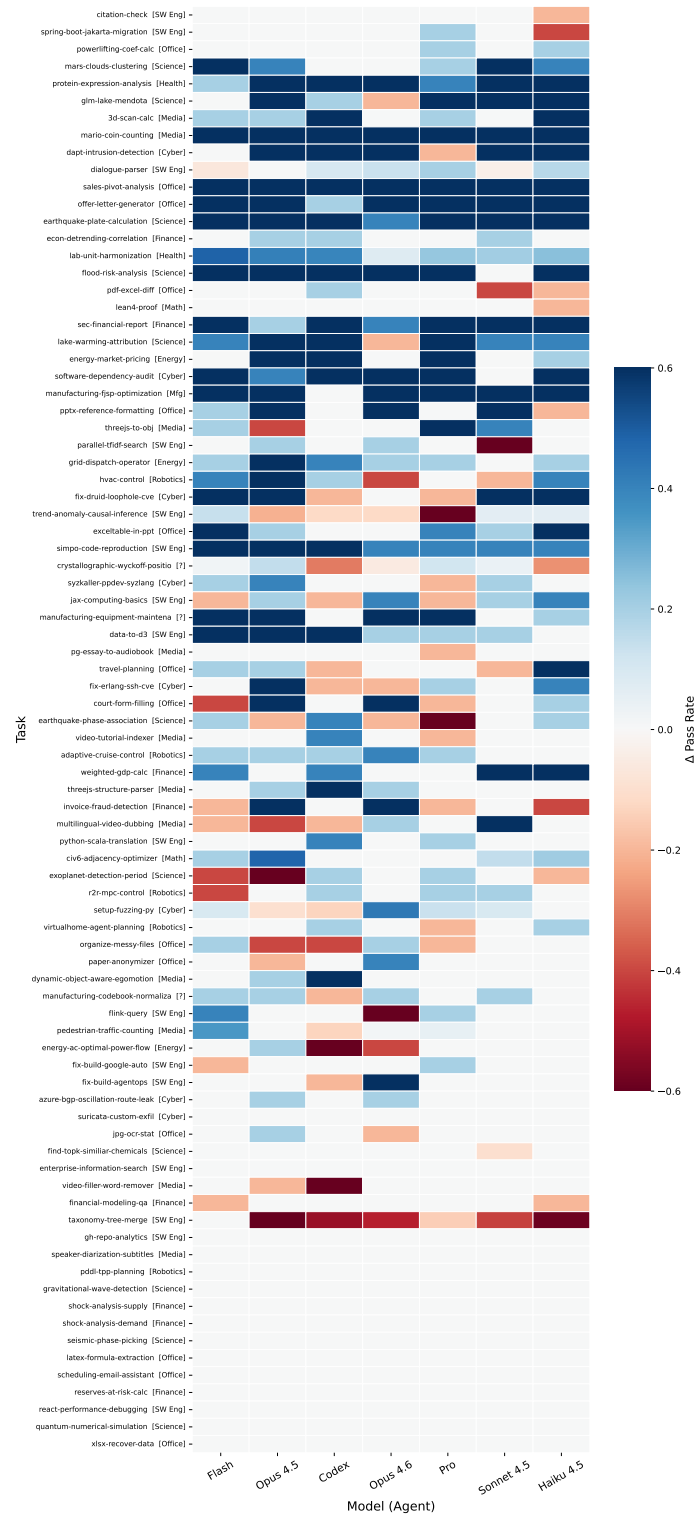 citation-check [SW Eng]
spring-boot-jakarta-migration [SW Eng]
powerlifting-coef-calc [Office]
mars-clouds-clustering [Science]
protein-expression-analysis [Health]
glm-lake-mendota [Science]
3d-scan-calc [Media]
mario-coin-counting [Media]
dapt-intrusion-detection [Cyber]
dialogue-parser [SW Eng]
sales-pivot-analysis [Office]
offer-letter-generator [Office]
earthquake-plate-calculation [Science]
econ-detrending-correlation [Finance]
lab-unit-harmonization [Health]
flood-risk-analysis [Science]
pdf-excel-diff [Office]
lean4-proof [Math]
sec-financial-report [Finance]
lake-warming-attribution [Science]
energy-market-pricing [Energy]
software-dependency-audit [Cyber]
manufacturing-fjsp-optimization [Mfg]
pptx-reference-formatting [Office]
threejs-to-obj [Media]
parallel-tfidf-search [SW Eng]
grid-dispatch-operator [Energy]
hvac-control [Robotics]
fix-druid-loophole-cve [Cyber]
trend-anomaly-causal-inference [SW Eng]
exceltable-in-ppt [Office]
simpo-code-reproduction [SW Eng]
crystallographic-wyckoff-positio [?]
syzkaller-ppdev-syzlang [Cyber]
jax-computing-basics [SW Eng]
manufacturing-equipment-maintena [?]
data-to-d3 [SW Eng]
pg-essay-to-audiobook [Media]
travel-planning [Office]
fix-erlang-ssh-cve [Cyber]
court-form-filling [Office]
earthquake-phase-association [Science]
video-tutorial-indexer [Media]
adaptive-cruise-control [Robotics]
weighted-gdp-calc [Finance]
threejs-structure-parser [Media]
invoice-fraud-detection [Finance]
multilingual-video-dubbing [Media]
python-scala-translation [SW Eng]
civ6-adjacency-optimizer [Math]
exoplanet-detection-period [Science]
r2r-mpc-control [Robotics]
setup-fuzzing-py [Cyber]
virtualhome-agent-planning [Robotics]
organize-messy-files [Office]
paper-anonymizer [Office]
dynamic-object-aware-egomotion [Media]
manufacturing-codebook-normaliza [?]
flink-query [SW Eng]
pedestrian-traffic-counting [Media]
energy-ac-optimal-power-flow [Energy]
fix-build-google-auto [SW Eng]
fix-build-agentops [SW Eng]
azure-bgp-oscillation-route-leak [Cyber]
suricata-custom-exfil [Cyber]
jpg-ocr-stat [Office]
find-topk-similiar-chemicals [Science]
enterprise-information-search [SW Eng]
video-filler-word-remover [Media]
financial-modeling-qa [Finance]
taxonomy-tree-merge [SW Eng]
gh-repo-analytics [SW Eng]
speaker-diarization-subtitles [Media]
pddl-tpp-planning [Robotics]
gravitational-wave-detection [Science]
shock-analysis-supply [Finance]
shock-analysis-demand [Finance]
seismic-phase-picking [Science]
latex-formula-extraction [Office]
scheduling-email-assistant [Office]
reserves-at-risk-calc [Finance]
react-performance-debugging [SW Eng]
quantum-numerical-simulation [Science]
xlsx-recover-data [Office]
Task
Flash
Opus 4.5
Codex
Opus 4.6
Pro
Sonnet 4.5
Haiku 4.5
Model (Agent)
0.6
0.4
0.2
0.0
−0.2
−0.4
−0.6
Δ Pass Rate